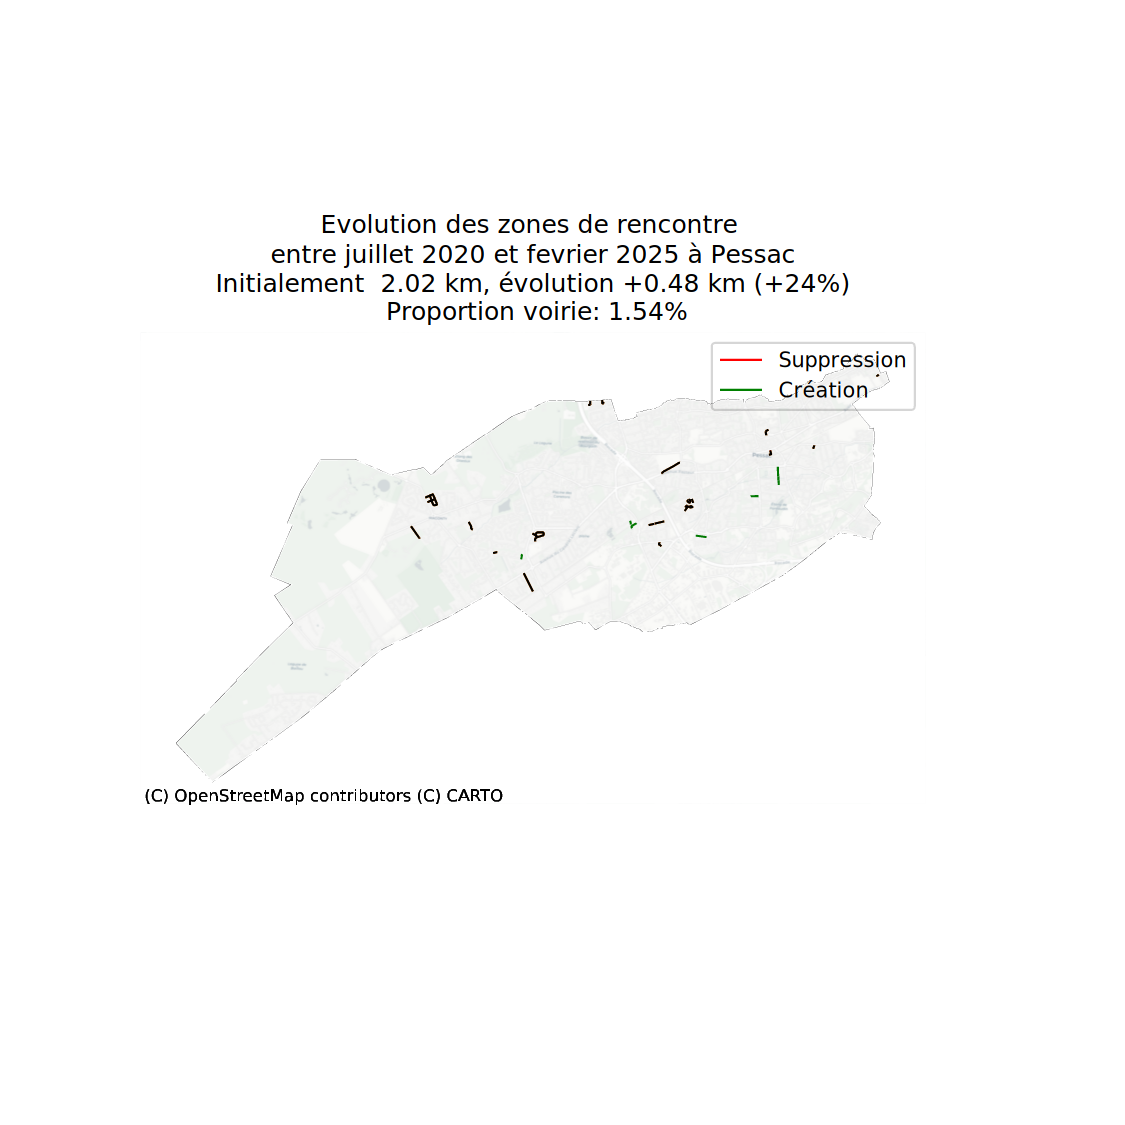 Evolution des zones de rencontre
entre juillet 2020 et fevrier 2025 à Pessac
Initialement  2.02 km, évolution +0.48 km (+24%)
Proportion voirie: 1.54%
Suppression
Création
Pessac
(C) OpenStreetMap contributors (C) CARTO